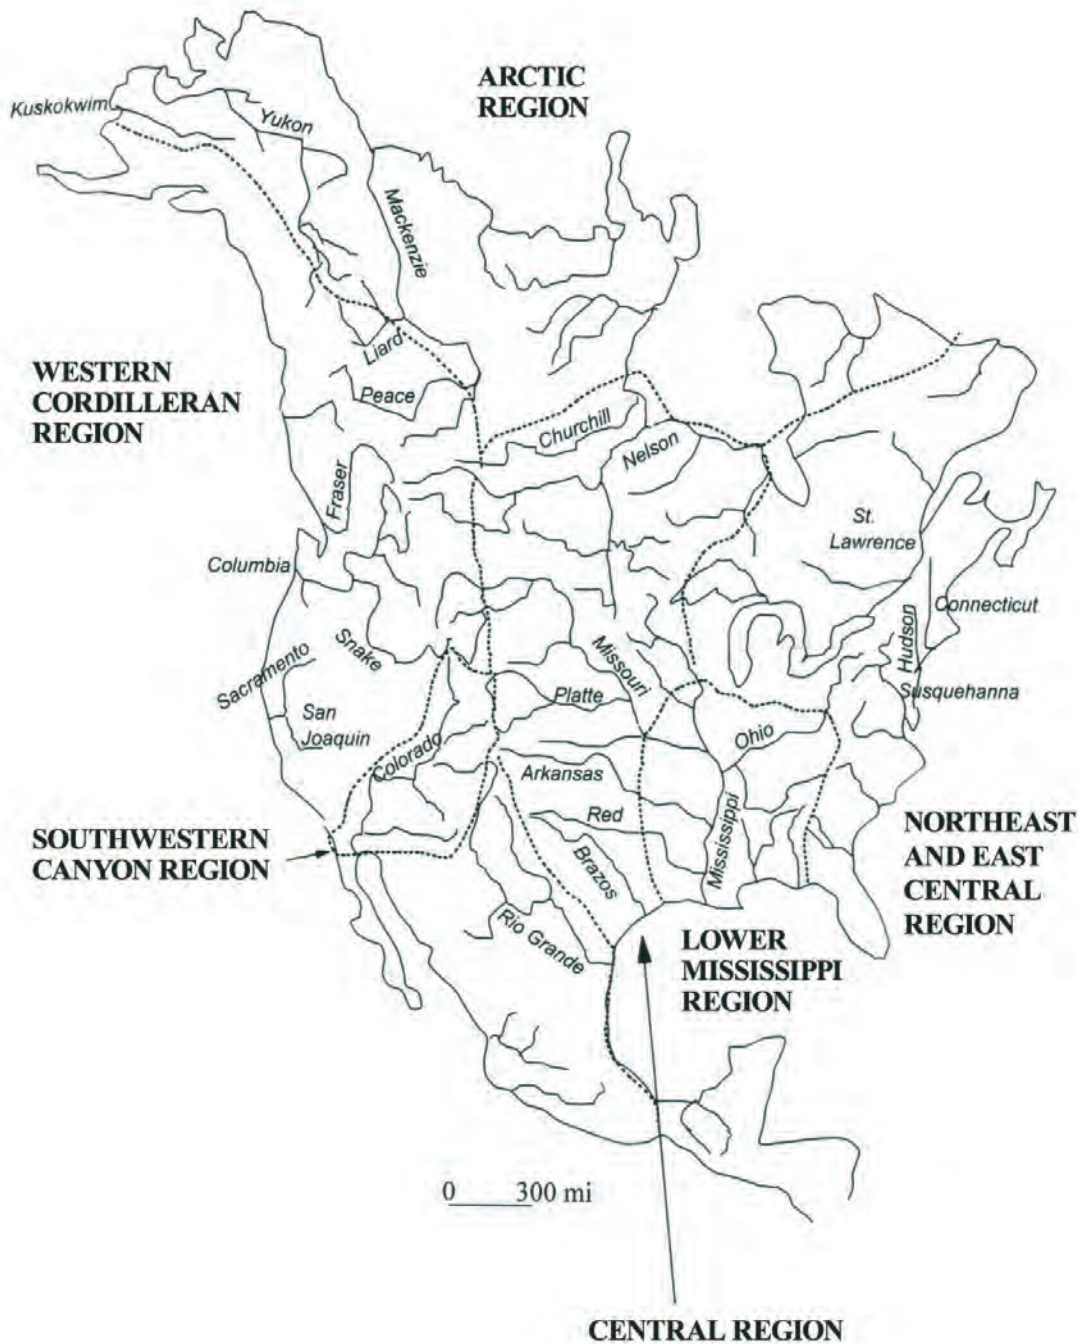 ARCTIC
REGION
Kuskokwim
Yukon
Mackenzie
Liard
WESTERN
CORDILLERAN
REGION
Peace
Churchill
Nelson
Fraser
St.
Lawrence
Columbia
Connecticut
Hudson
Snake
Missouri
Sacramento
Susquehanna
Platte
San
Joaquin
Ohio
Colorado
Arkansas
Red
Mississippi
SOUTHWESTERN
CANYON REGION
NORTHEAST
AND EAST
CENTRAL
REGION
Brazos
Rio Grande
LOWER
MISSISSIPPI
REGION
0 300 mi
CENTRAL REGION